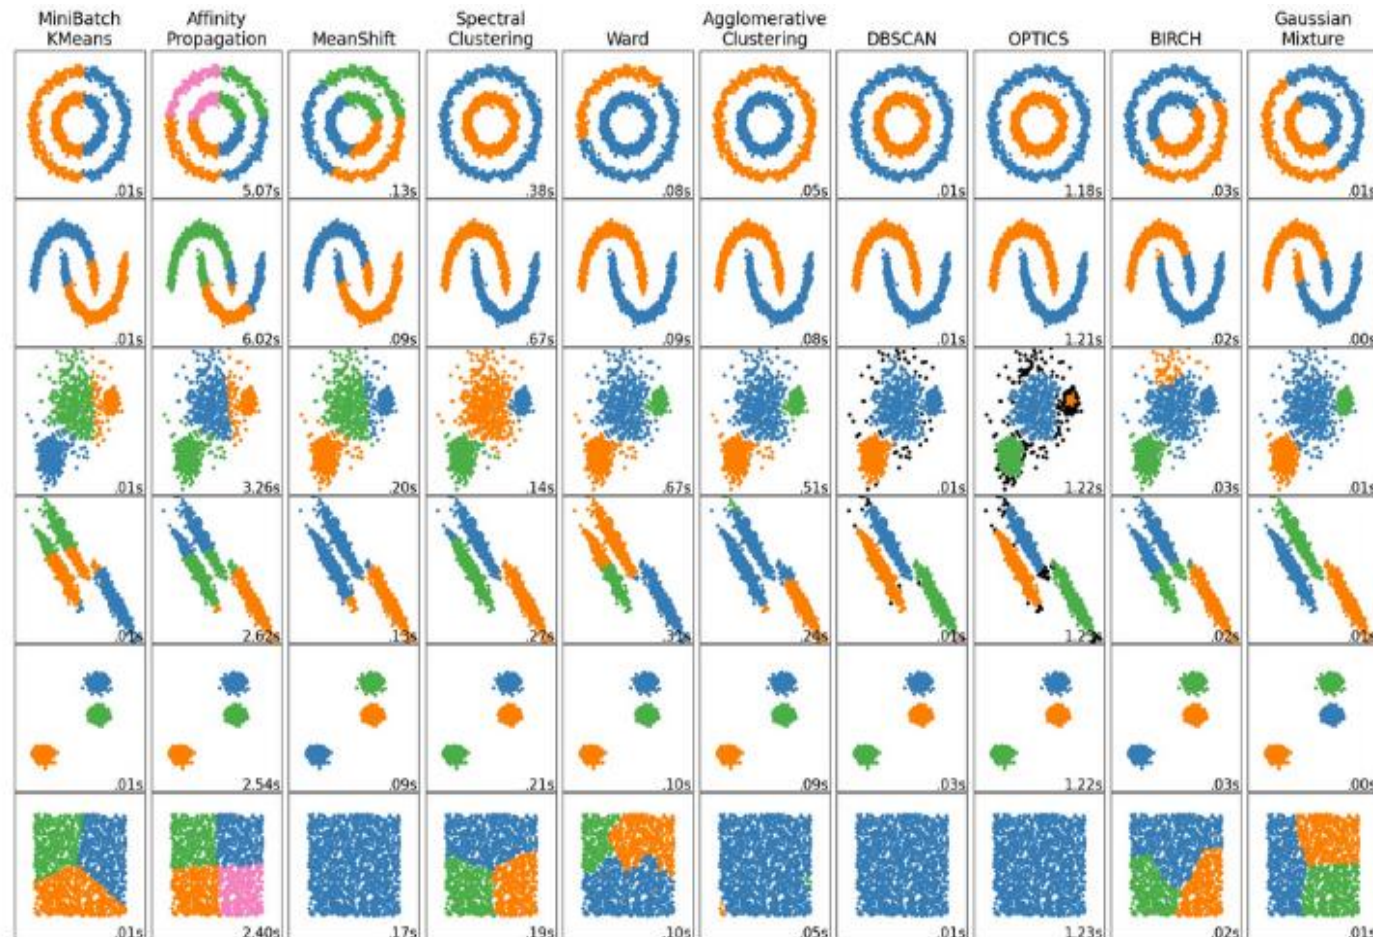 MiniBatch
KMeans
Affinity
Propagation
MeanShift
Spectral
Clustering
Ward
Agglomerative
Clustering
DBSCAN
OPTICS
BIRCH
Gaussian
Mixture
.01s 5.07s .13s .38s .08s .05s .01s 1.18s .03s .01s
.01s 6.02s .09s .67s .09s .08s .01s 1.21s .02s .00s
.01s 3.26s .20s .14s .67s .51s .01s 1.22s .03s .01s
.01s 2.62s .13s .27s .31s .24s .01s .02s .01s
.01s 2.54s .09s .21s .10s .09s .03s 1.22s .03s .00s
.01s 2.40s .17s .19s .10s .05s .01s 1.23s .02s .01s